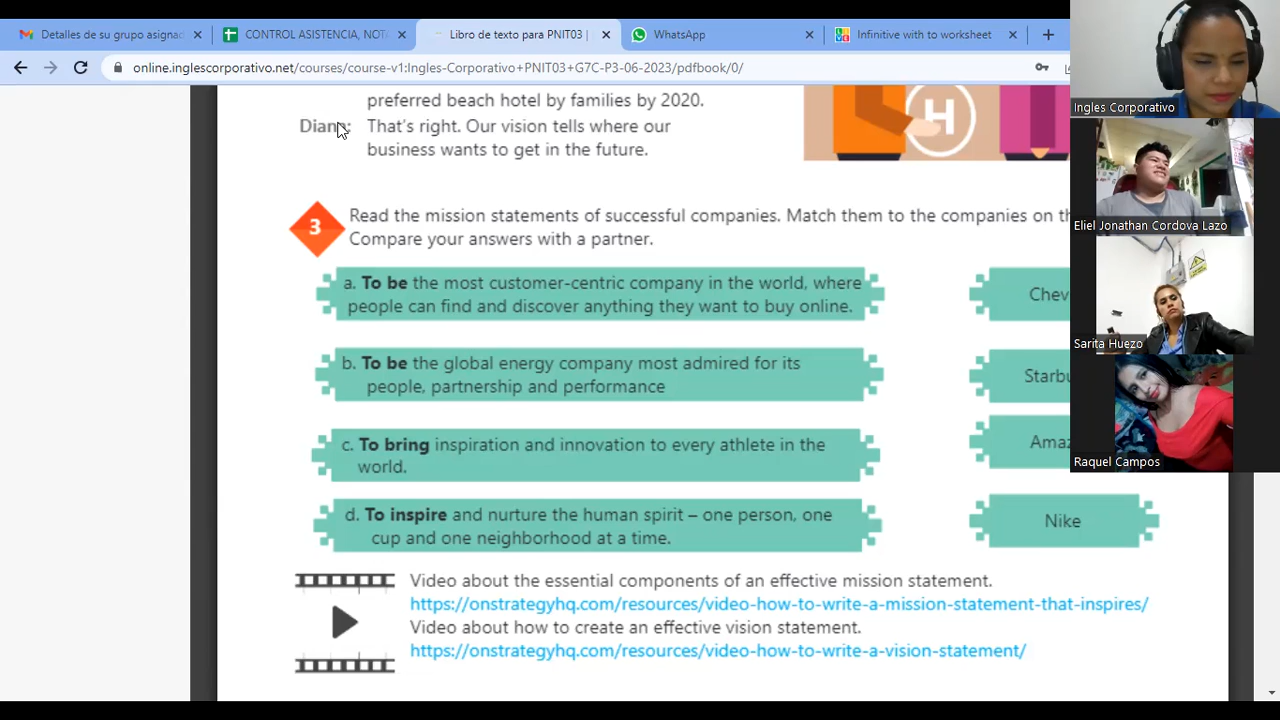 Detalles de su grupo asignad
CONTROL ASISTENCIA, NOT
Libro de texto para PNIT03 |
WhatsApp
Infinitive with to worksheet
online.inglescorporativo.net/courses/course-v1:Ingles-Corporativo+PNIT03+G7C-P3-06-2023/pdfbook/0/
Ingles Corporativo
preferred beach hotel by families by 2020.
Diana: That's right. Our vision tells where our
business wants to get in the future.
H
Eliel Jonathan Cordova Lazo
3
Read the mission statements of successful companies. Match them to the companies on th
Compare your answers with a partner.
a. To be the most customer-centric company in the world, where
people can find and discover anything they want to buy online.
Chev
Sarita Huezo
b. To be the global energy company most admired for its
people, partnership and performance
Starbu
c. To bring inspiration and innovation to every athlete in the
world.
Amaz
Raquel Campos
d. To inspire and nurture the human spirit – one person, one
cup and one neighborhood at a time.
Nike
Video about the essential components of an effective mission statement.
https://onstrategyhq.com/resources/video-how-to-write-a-mission-statement-that-inspires/
Video about how to create an effective vision statement.
https://onstrategyhq.com/resources/video-how-to-write-a-vision-statement/